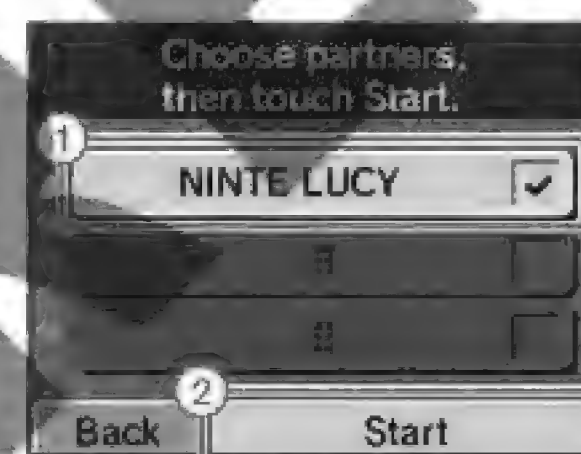 Choose partners,
then touch Start.
1
NINTE LUCY
2
Back
Start